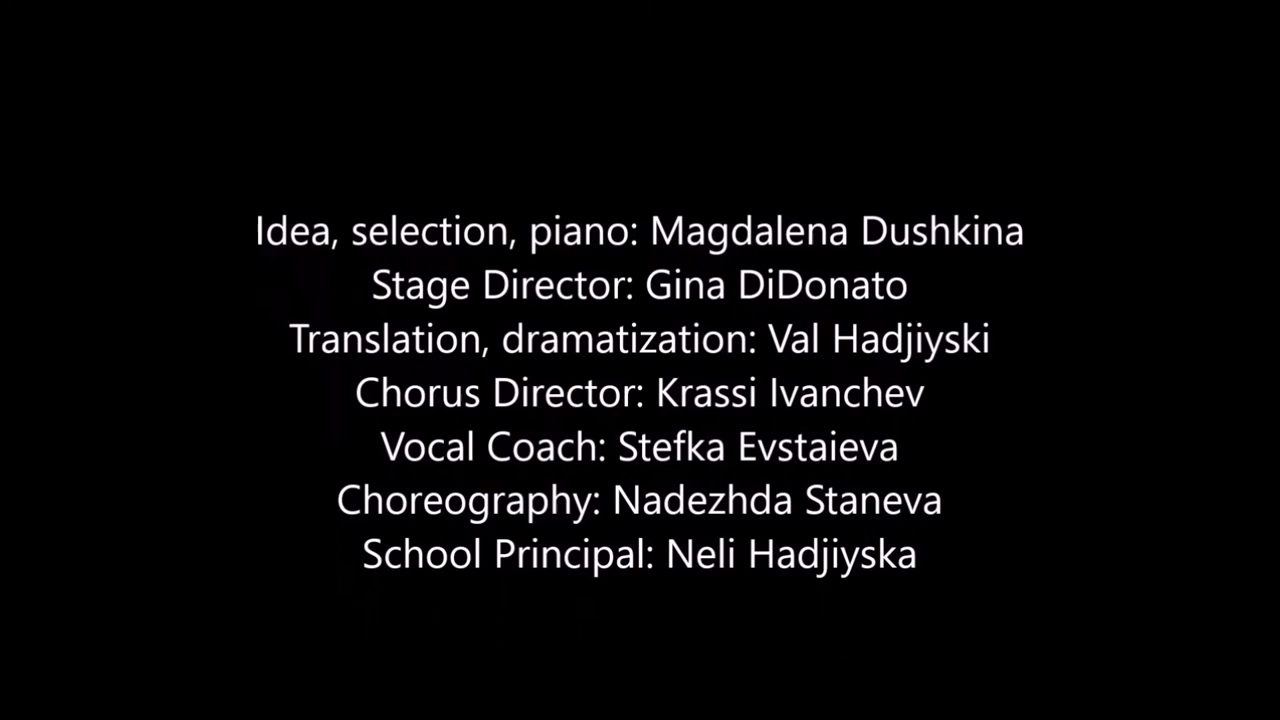 Idea, selection, piano: Magdalena Dushkina
Stage Director: Gina DiDonato
Translation, dramatization: Val Hadjiyski
Chorus Director: Krassi Ivanchev
Vocal Coach: Stefka Evstaieva
Choreography: Nadezhda Staneva
School Principal: Neli Hadjiyska